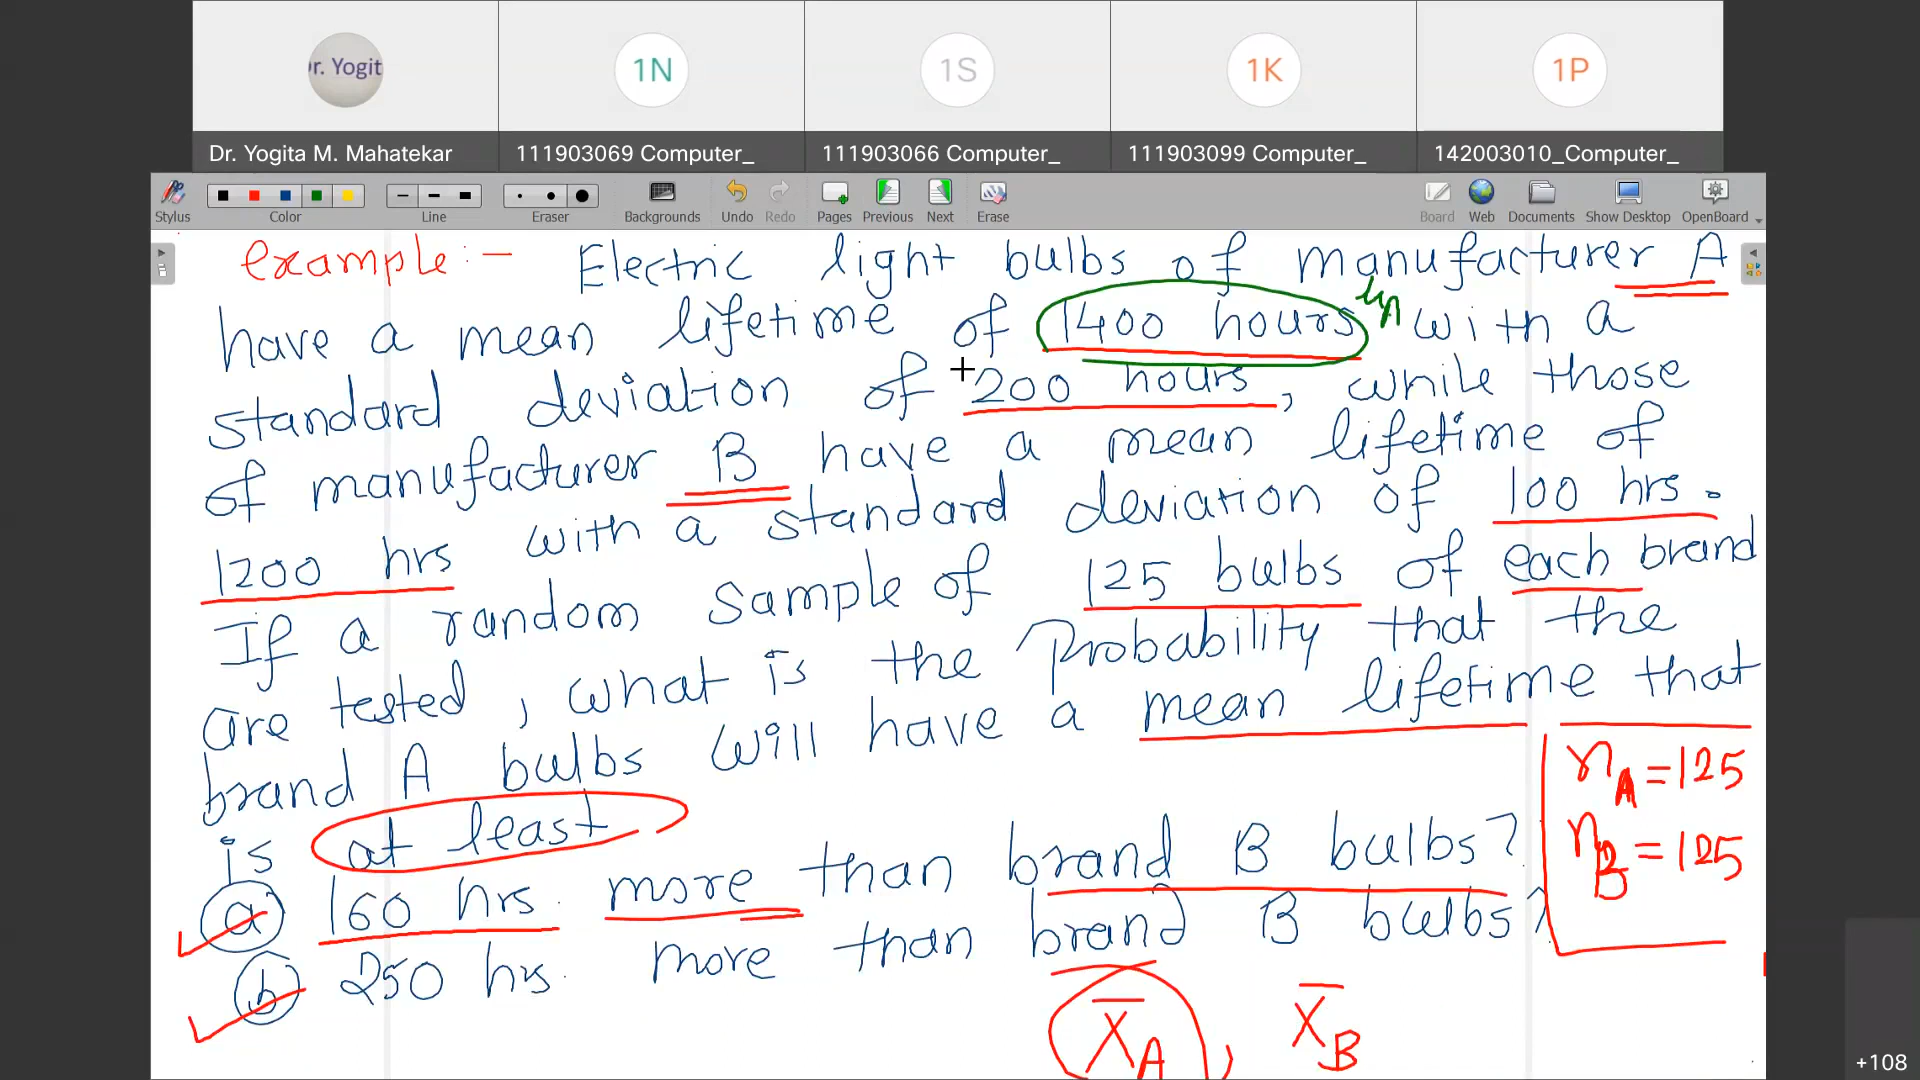 r. Yogit
1N
1S
1K
1P
Dr. Yogita M. Mahatekar
111903069 Computer_
111903066 Computer_
111903099 Computer_
142003010_Computer_
Stylus
Color
Line
Eraser
Backgrounds
Undo
Redo
Pages
Previous
Next
Erase
Board
Web
Documents
Show Desktop
OpenBoard
example:- Electric light bulbs of manufacturer A
have a mean lifetime of 1400 hours with a
standard deviation of 200 hours, while those
of manufacturer B have a mean lifetime of
1200 hrs with a standard deviation of 100 hrs.
If a random sample of 125 bulbs of each brand
are tested, what is the Probability that the
brand A bulbs will have a mean lifetime that
is at least
(a) 160 hrs. more than brand B bulbs?
(b) 250 hrs. more than brand B bulbs?
n_A = 125
n_B = 125
X̄_A, X̄_B
+108